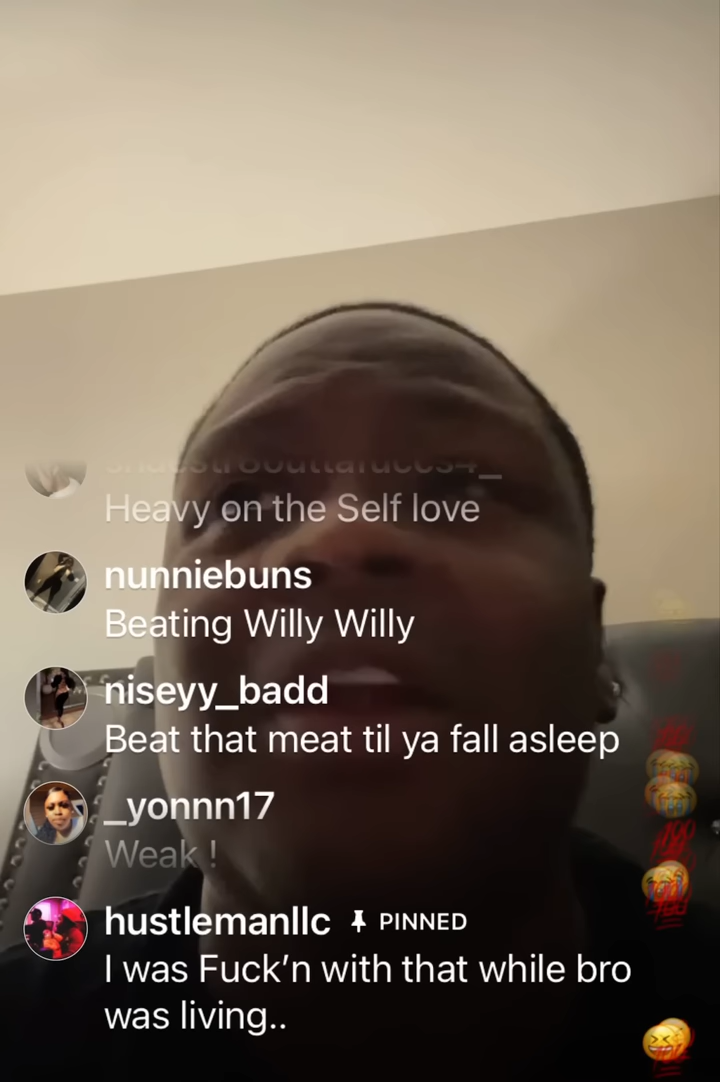 Heavy on the Self love
nunniebuns
Beating Willy Willy
niseyy_badd
Beat that meat til ya fall asleep
_yonnn17
Weak !
hustlemanllc PINNED
I was Fuck’n with that while bro
was living..